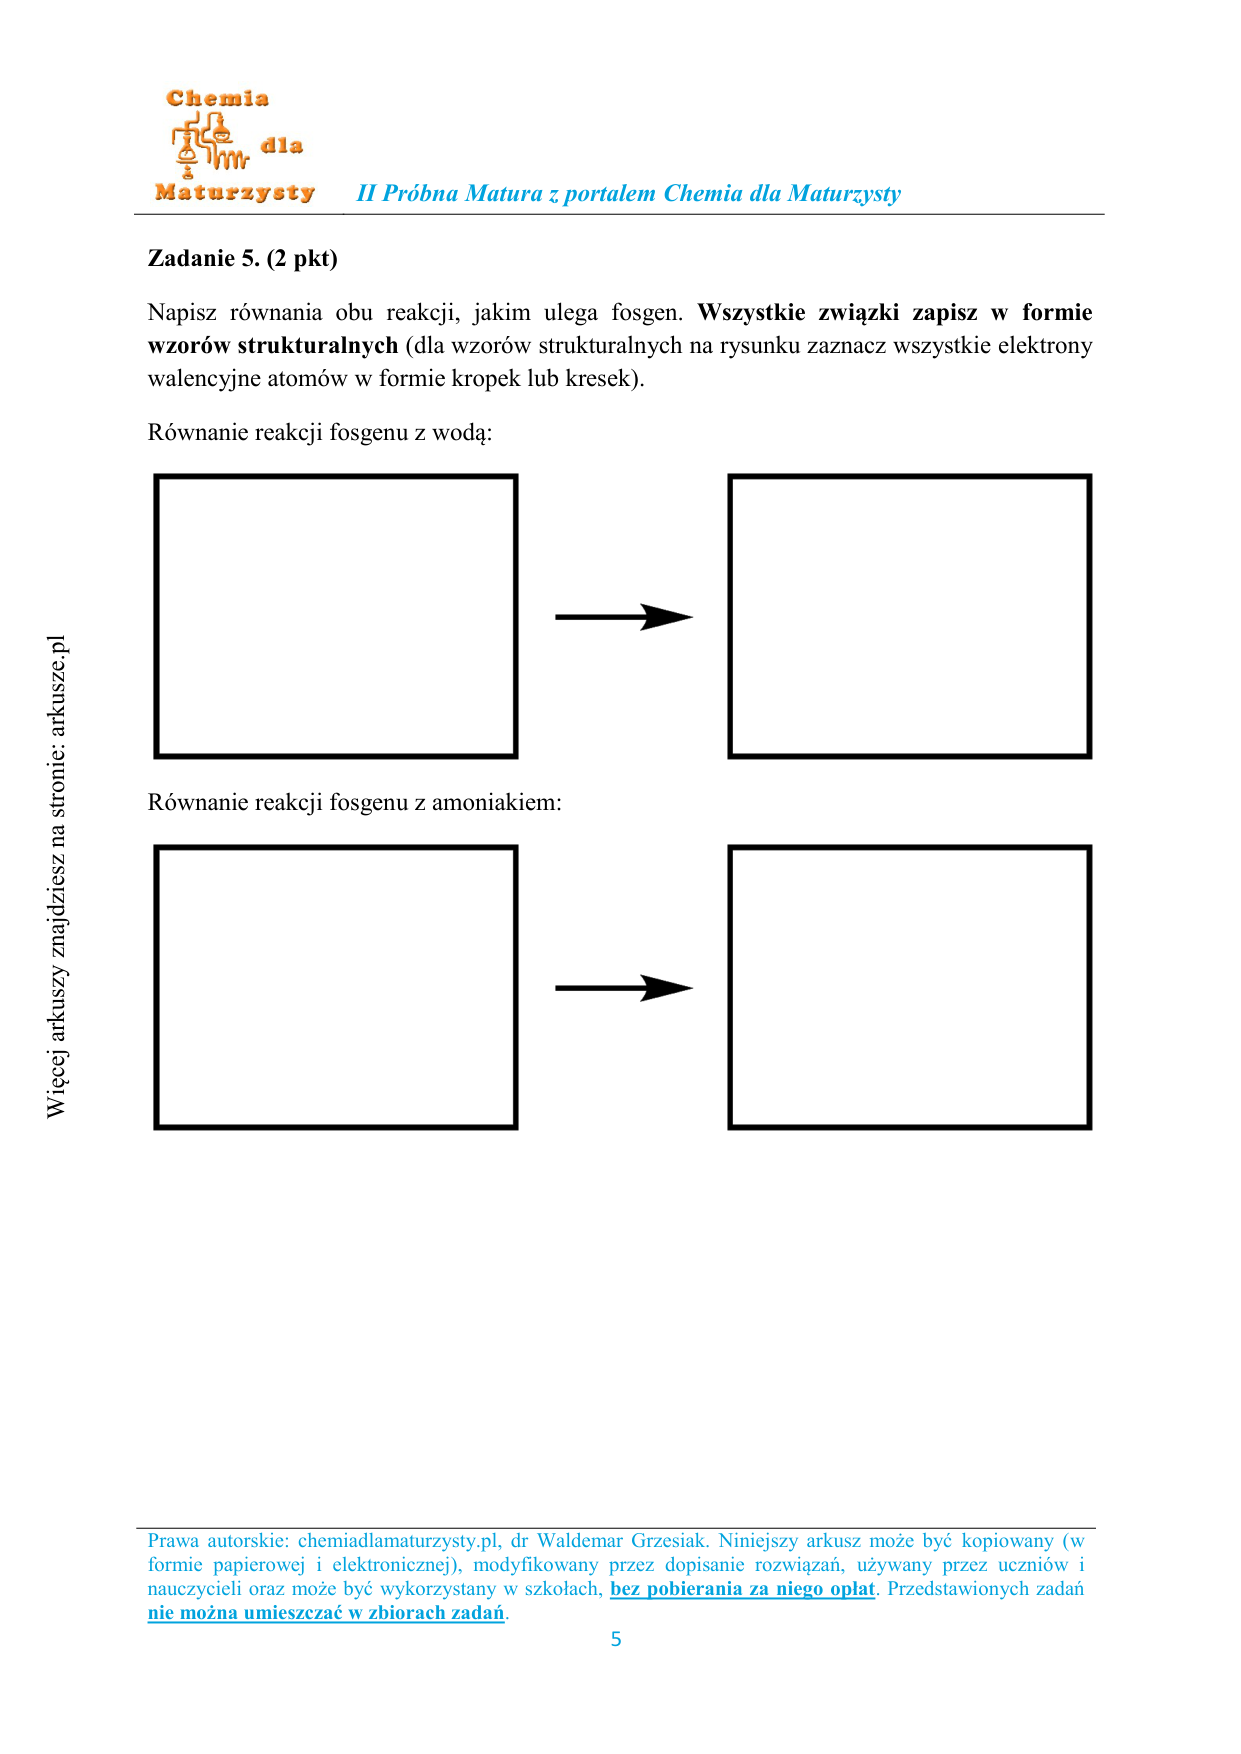 Chemia
dla
Maturzysty
II Próbna Matura z portalem Chemia dla Maturzysty
Zadanie 5. (2 pkt)
Napisz równania obu reakcji, jakim ulega fosgen. Wszystkie związki zapisz w formie
wzorów strukturalnych (dla wzorów strukturalnych na rysunku zaznacz wszystkie elektrony
walencyjne atomów w formie kropek lub kresek).
Równanie reakcji fosgenu z wodą:
Równanie reakcji fosgenu z amoniakiem:
Więcej arkuszy znajdziesz na stronie: arkusze.pl
Prawa autorskie: chemiadlamaturzysty.pl, dr Waldemar Grzesiak. Niniejszy arkusz może być kopiowany (w
formie papierowej i elektronicznej), modyfikowany przez dopisanie rozwiązań, używany przez uczniów i
nauczycieli oraz może być wykorzystany w szkołach, bez pobierania za niego opłat. Przedstawionych zadań
nie można umieszczać w zbiorach zadań.
5